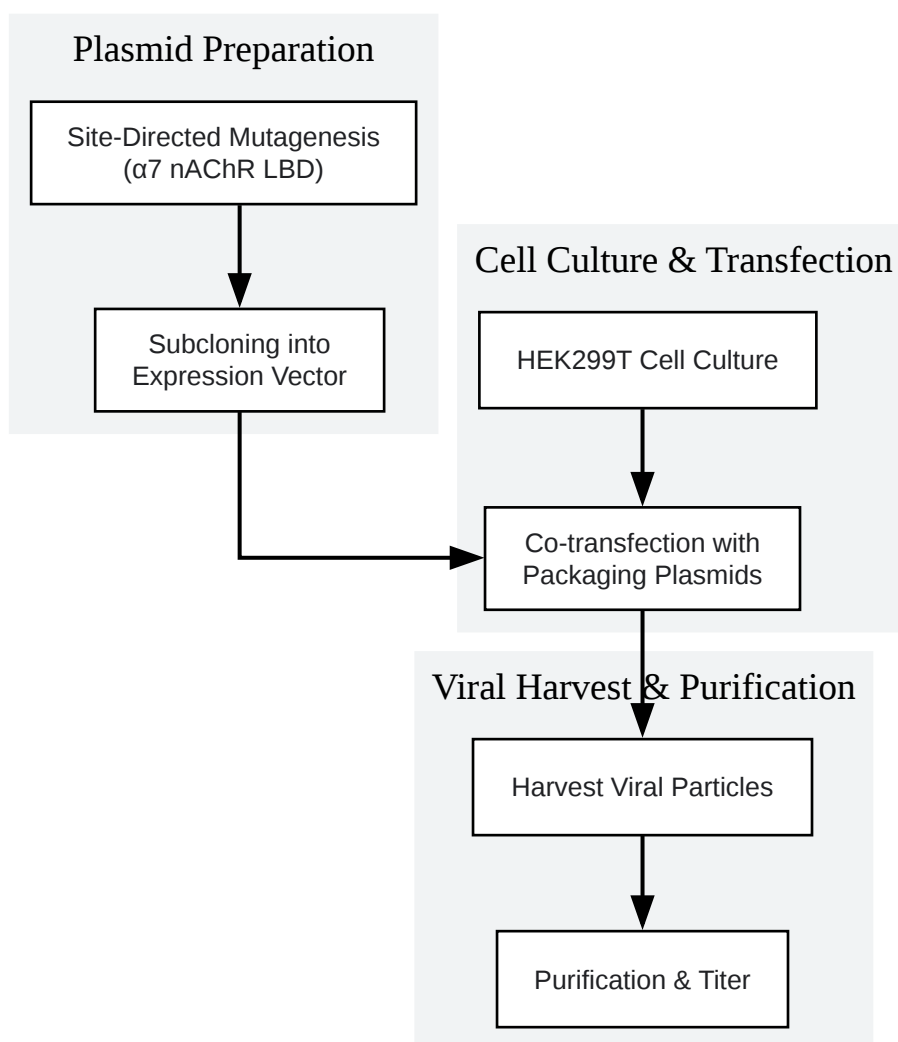 Plasmid Preparation
Site-Directed Mutagenesis
(α7 nAChR LBD)
Subcloning into
Expression Vector
Cell Culture & Transfection
HEK299T Cell Culture
Co-transfection with
Packaging Plasmids
Viral Harvest & Purification
Harvest Viral Particles
Purification & Titer